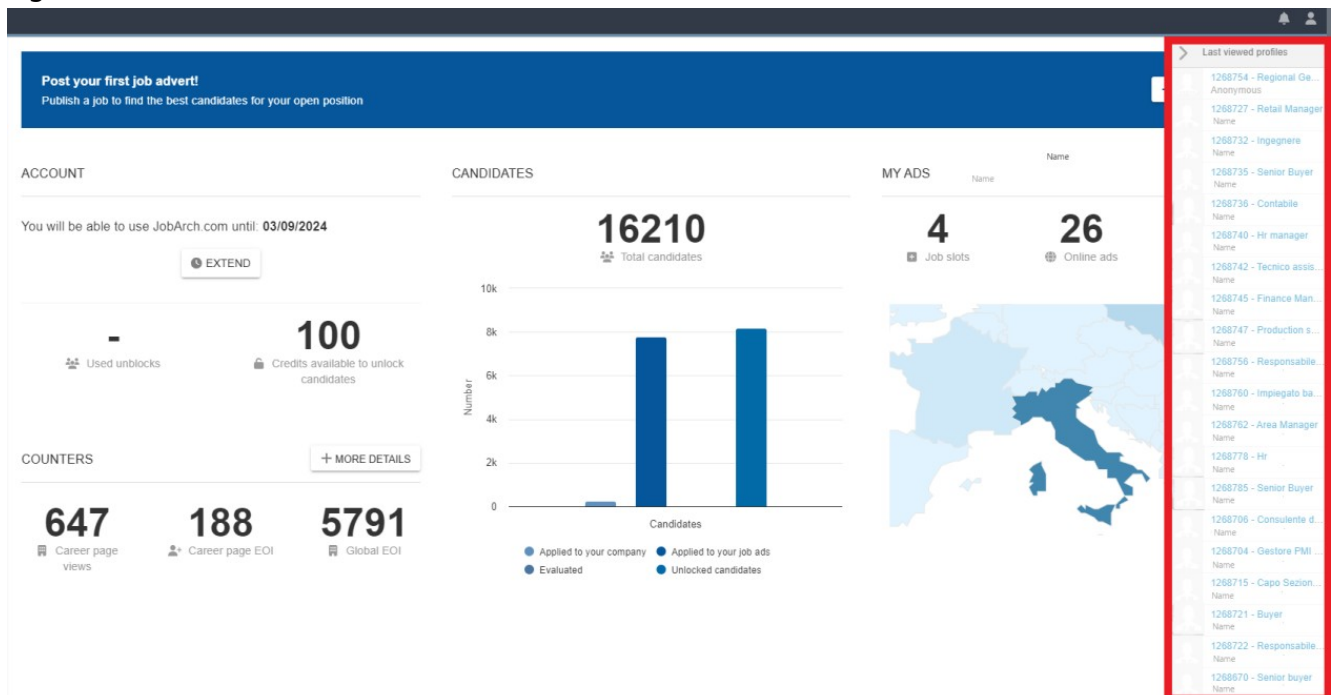 Post your first job advert!
Publish a job to find the best candidates for your open position
ACCOUNT
You will be able to use JobArch.com until: 03/09/2024
EXTEND
-
Used unblocks
100
Credits available to unlock
candidates
COUNTERS
+ MORE DETAILS
647
Career page
views
188
Career page EOI
5791
Global EOI
CANDIDATES
16210
Total candidates
10k
8k
6k
4k
2k
0
Number
Candidates
Applied to your company
Applied to your job ads
Evaluated
Unlocked candidates
MY ADS
Name
Name
4
Job slots
26
Online ads
Last viewed profiles
1268754 - Regional Ge...
Anonymous
1268727 - Retail Manager
Name
1268732 - Ingegnere
Name
1268735 - Senior Buyer
Name
1268736 - Contabile
Name
1268740 - Hr manager
Name
1268742 - Tecnico assis...
Name
1268745 - Finance Man...
Name
1268747 - Production s...
Name
1268756 - Responsabile...
Name
1268760 - Impiegato ba...
Name
1268762 - Area Manager
Name
1268778 - Hr
Name
1268785 - Senior Buyer
Name
1268706 - Consulente d...
Name
1268704 - Gestore PMI ...
Name
1268715 - Capo Sezion...
Name
1268721 - Buyer
Name
1268722 - Responsabile...
Name
1268670 - Senior buyer
Name